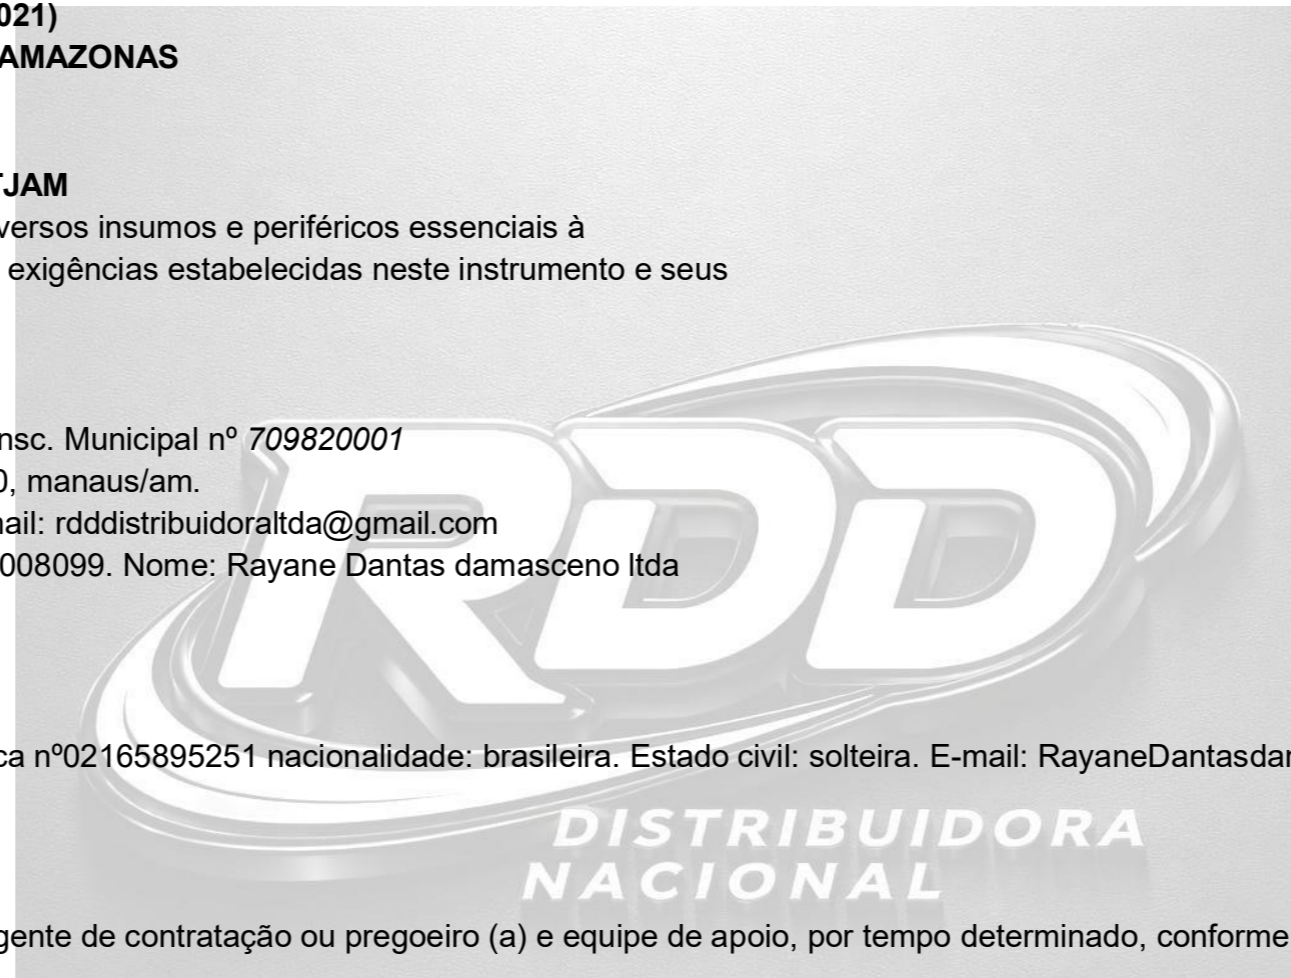 021)
AMAZONAS
TJAM
versos insumos e periféricos essenciais à
exigências estabelecidas neste instrumento e seus
nsc. Municipal nº 709820001
0, manaus/am.
nail: rdddistribuidoraltda@gmail.com
008099. Nome: Rayane Dantas damasceno ltda
RDD
ca nº02165895251 nacionalidade: brasileira. Estado civil: solteira. E-mail: RayaneDantasdar
DISTRIBUIDORA
NACIONAL
gente de contratação ou pregoeiro (a) e equipe de apoio, por tempo determinado, conforme